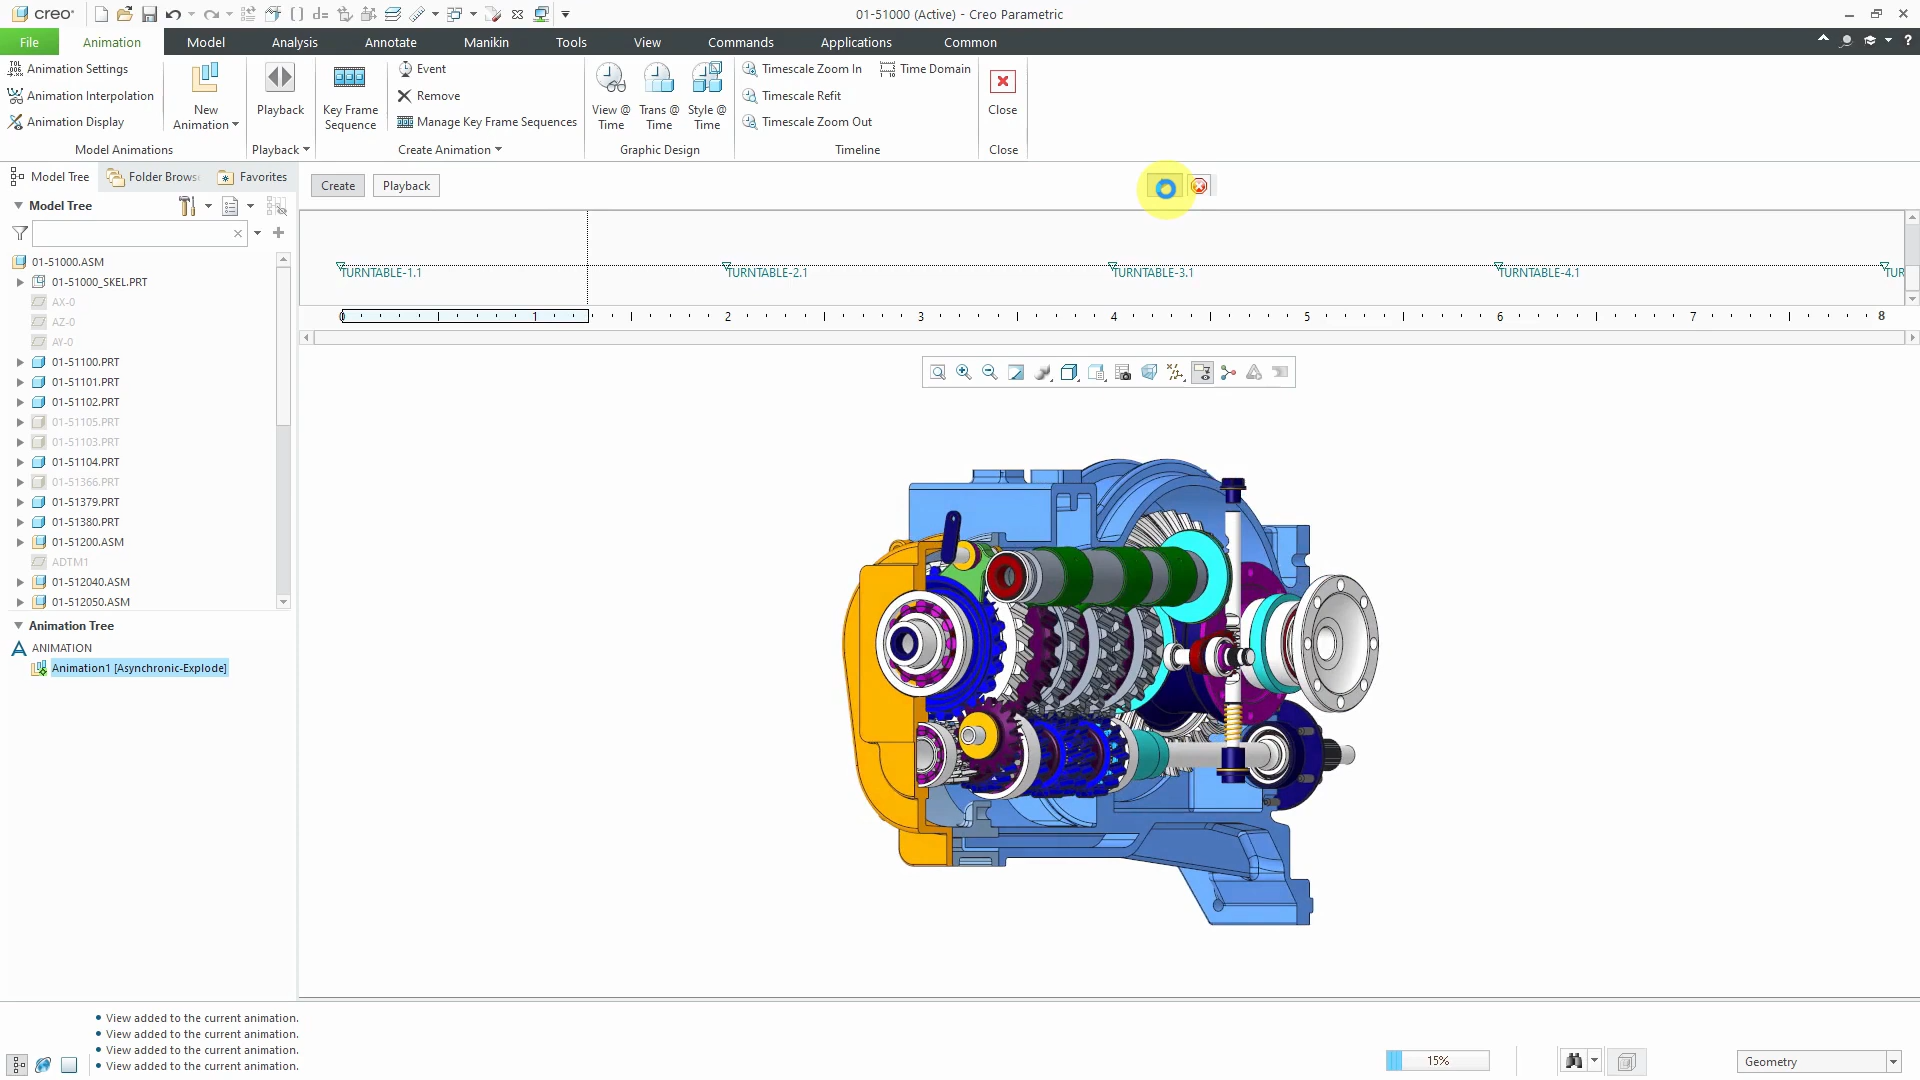 creo
01-51000 (Active) - Creo Parametric
File
Animation
Model
Analysis
Annotate
Manikin
Tools
View
Commands
Applications
Common
Animation Settings
Animation Interpolation
Animation Display
New
Animation
Model Animations
Playback
Playback
Key Frame
Sequence
Event
Remove
Manage Key Frame Sequences
Create Animation
View @
Time
Trans @
Time
Style @
Time
Graphic Design
Timescale Zoom In
Timescale Refit
Timescale Zoom Out
Time Domain
Timeline
Close
Close
Model Tree
Folder Brows
Favorites
Create
Playback
Model Tree
TURNTABLE-1.1
TURNTABLE-2.1
TURNTABLE-3.1
TURNTABLE-4.1
TUR
0 1 2 3 4 5 6 7 8
01-51000.ASM
01-51000_SKEL.PRT
AX-0
AZ-0
AY-0
01-51100.PRT
01-51101.PRT
01-51102.PRT
01-51105.PRT
01-51103.PRT
01-51104.PRT
01-51366.PRT
01-51379.PRT
01-51380.PRT
01-51200.ASM
ADTM1
01-512040.ASM
01-512050.ASM
Animation Tree
ANIMATION
Animation1 [Asynchronic-Explode]
• View added to the current animation.
• View added to the current animation.
• View added to the current animation.
• View added to the current animation.
15%
Geometry